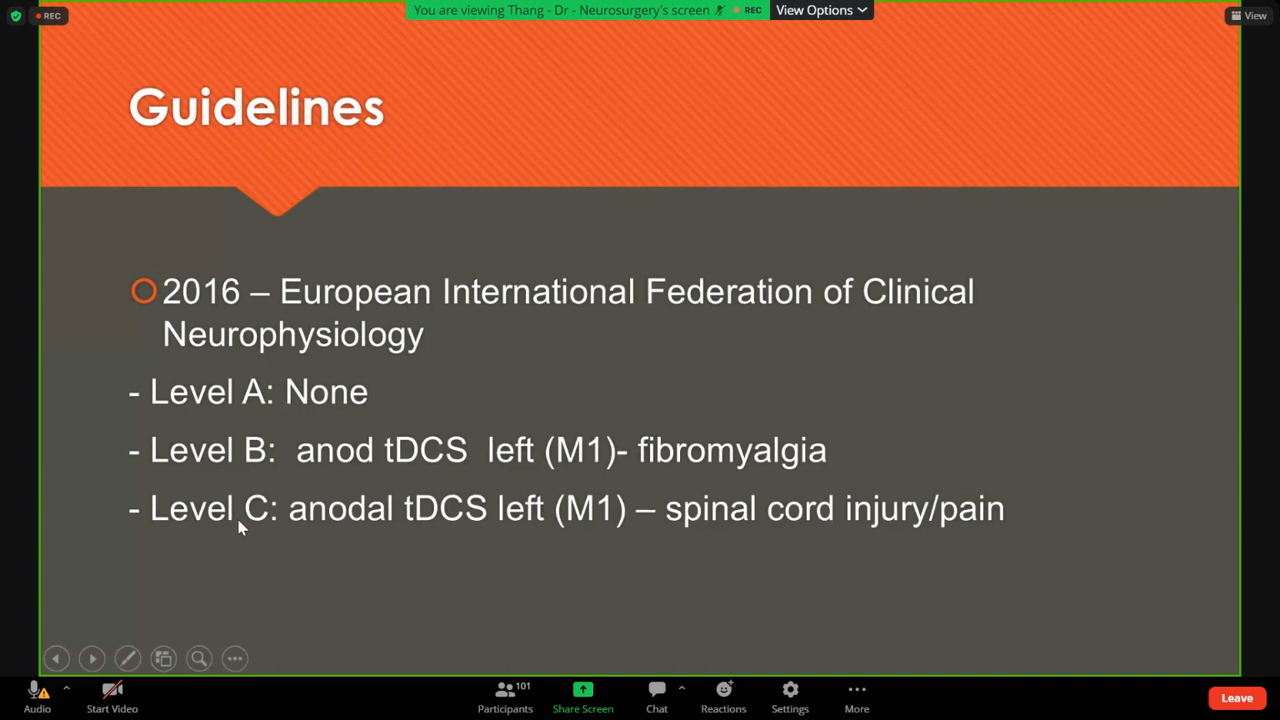 You are viewing Thang - Dr - Neurosurgery's screen REC View Options
REC
View
Guidelines
2016 – European International Federation of Clinical
Neurophysiology
- Level A: None
- Level B:  anod tDCS  left (M1)- fibromyalgia
- Level C: anodal tDCS left (M1) – spinal cord injury/pain
Audio Start Video Participants 101 Share Screen Chat Reactions Settings More Leave